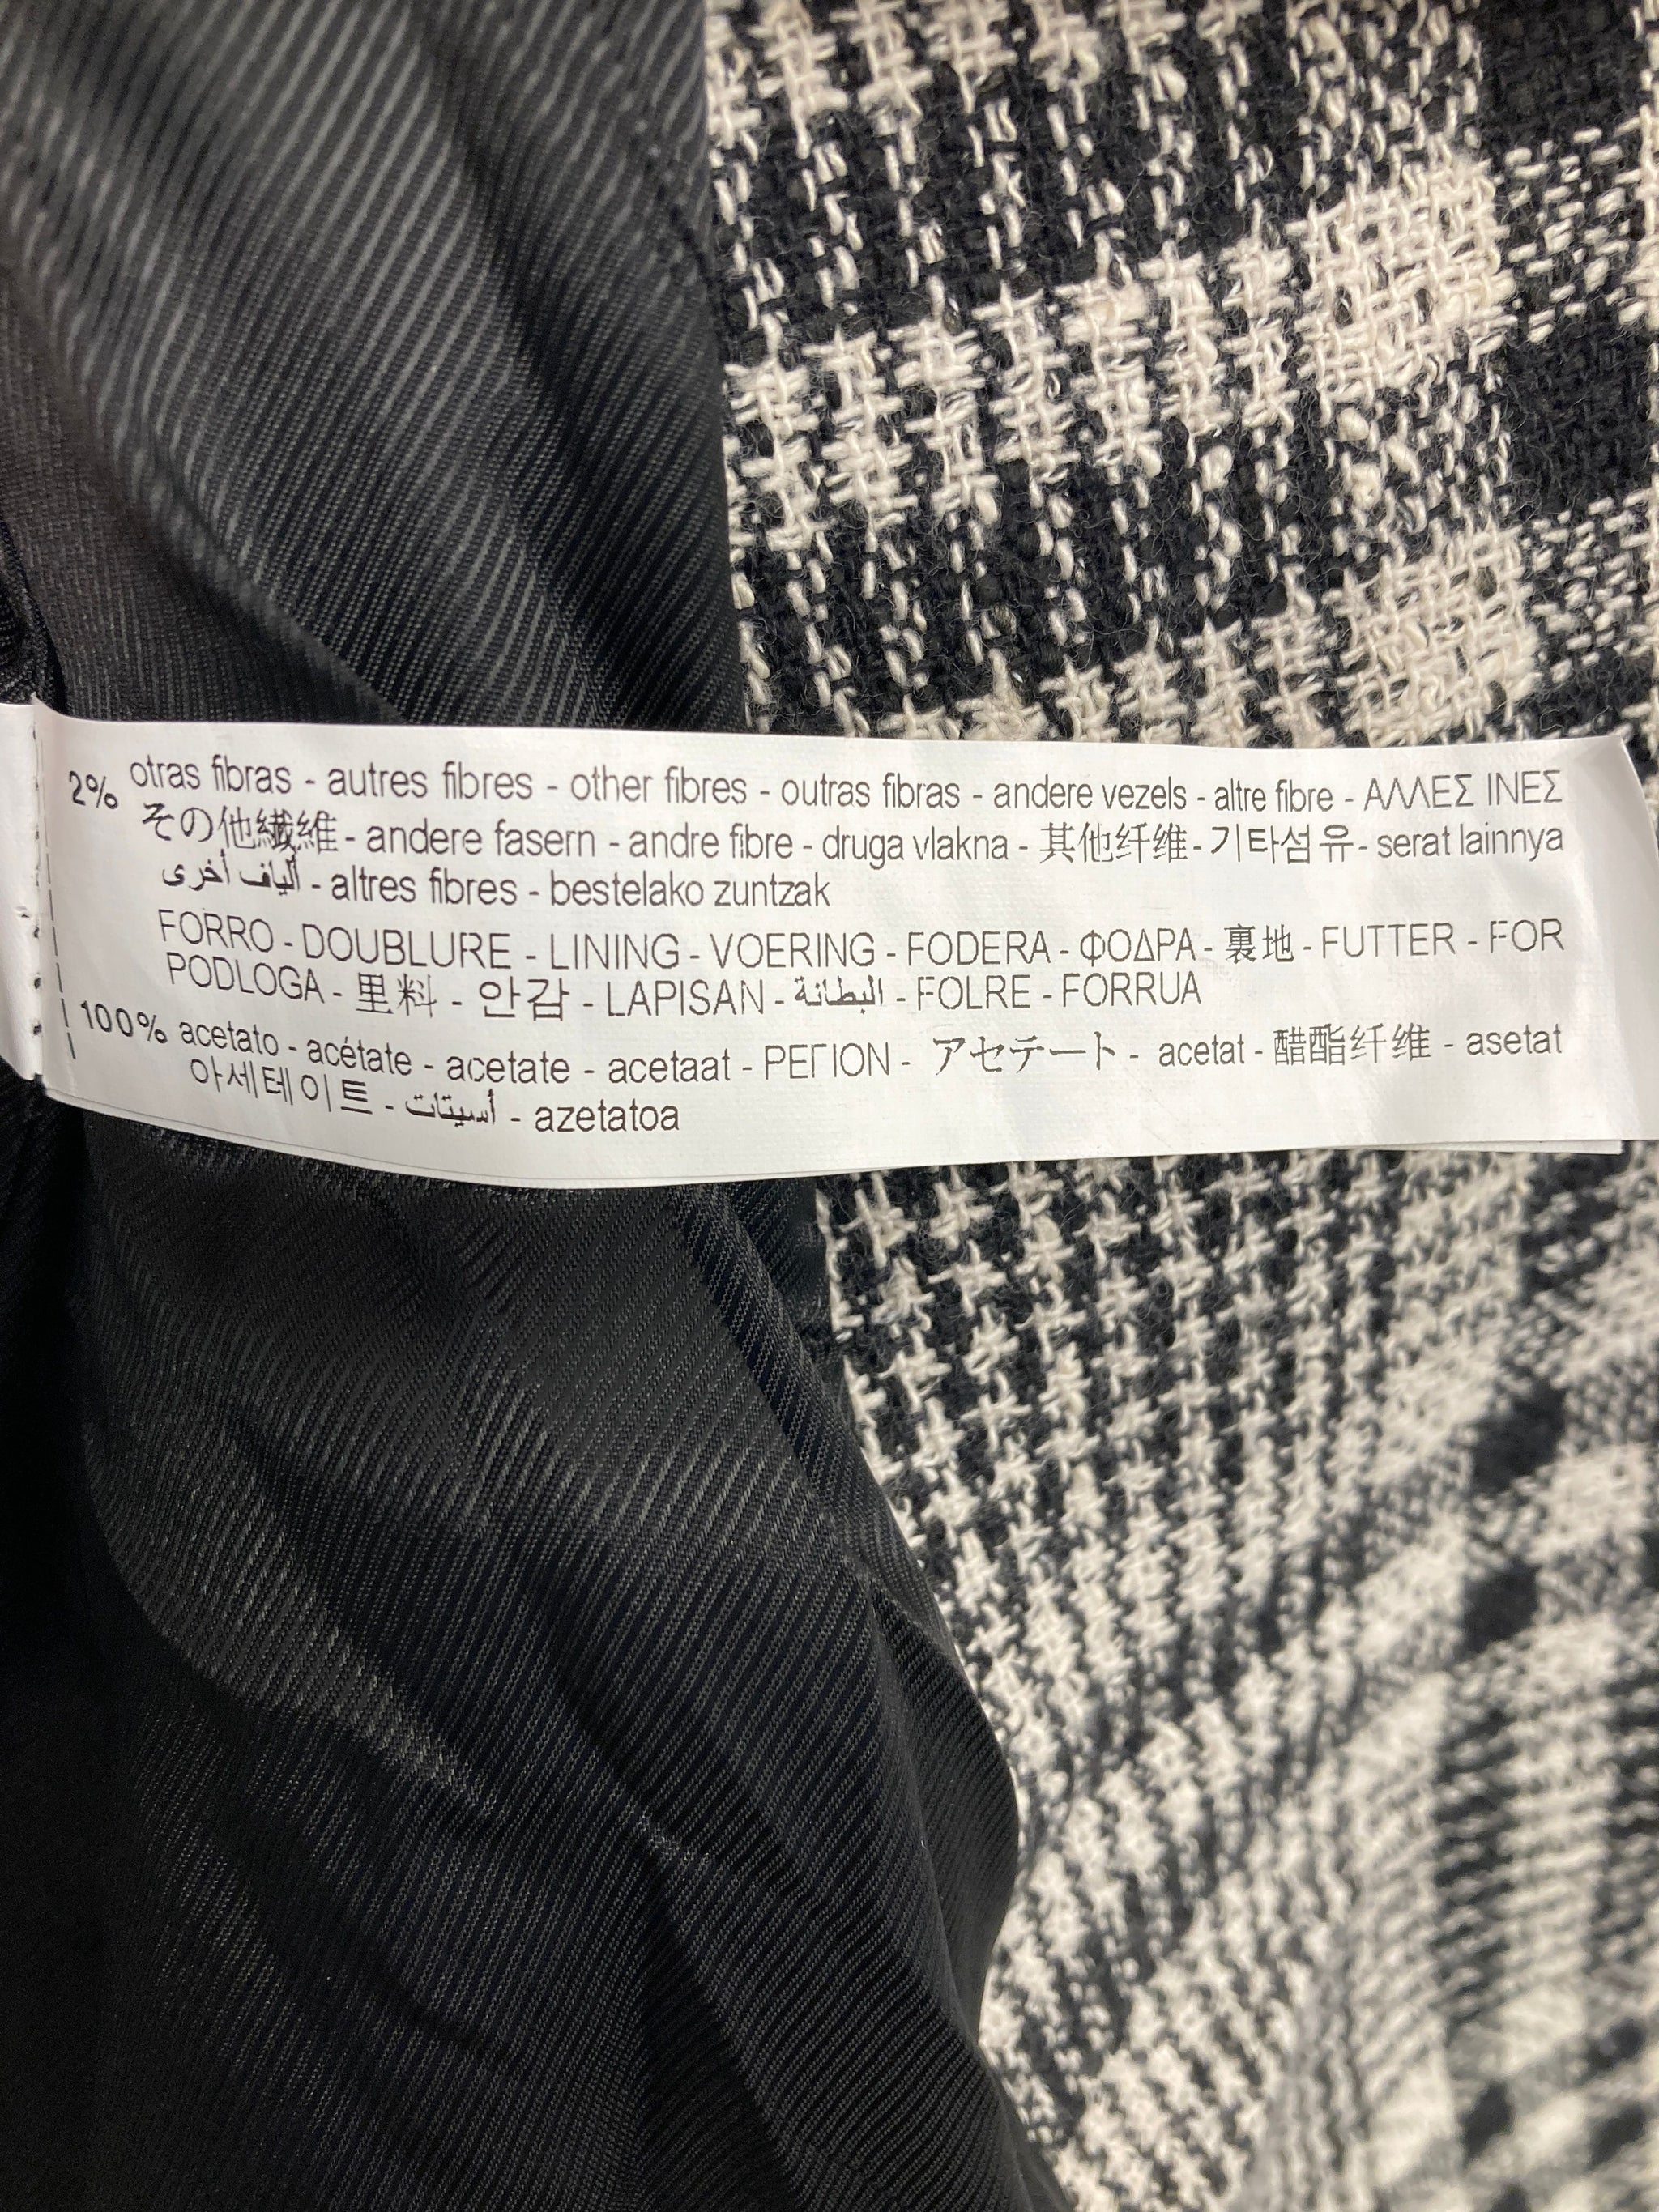 2% otras fibras - autres fibres - other fibres - outras fibras - andere vezels - altre fibre - ΑΛΛΕΣ ΙΝΕΣ
その他繊維 - andere fasern - andre fibre - druga vlakna - 其他纤维 - 기타섬유 - serat lainnya
ألياف أخرى - altres fibres - bestelako zuntzak
FORRO - DOUBLURE - LINING - VOERING - FODERA - ΦΟΔΡΑ - 裏地 - FUTTER - FOR
PODLOGA - 里料 - 안감 - LAPISAN - البطانة - FOLRE - FORRUA
100% acetato - acétate - acetate - acetaat - ΡΕΓΙΟΝ - アセテート - acetat - 醋酯纤维 - asetat
아세테이트 - أسيتات - azetatoa